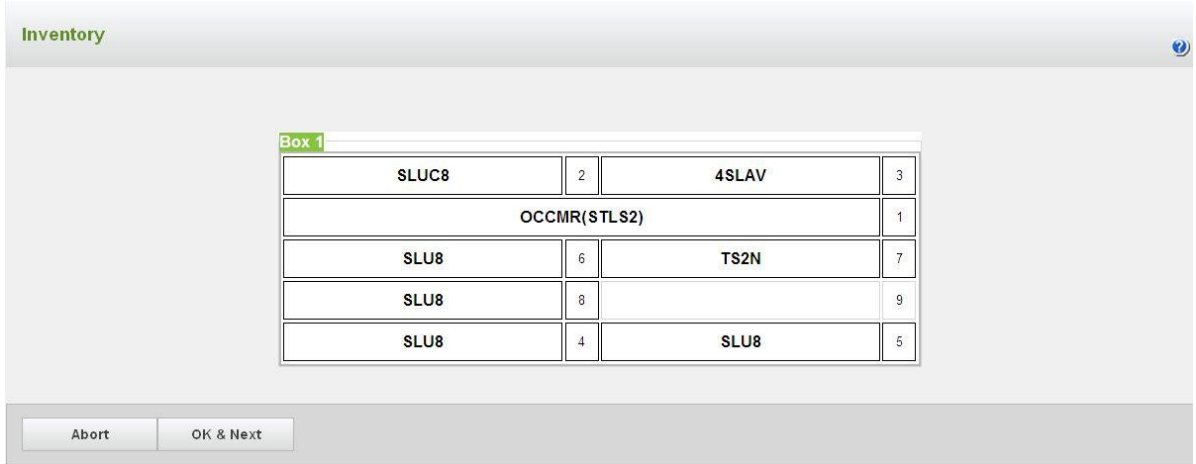 Inventory
?
Box 1
SLUC8 2 4SLAV 3
OCCMR(STLS2) 1
SLU8 6 TS2N 7
SLU8 8 9
SLU8 4 SLU8 5
Abort OK & Next